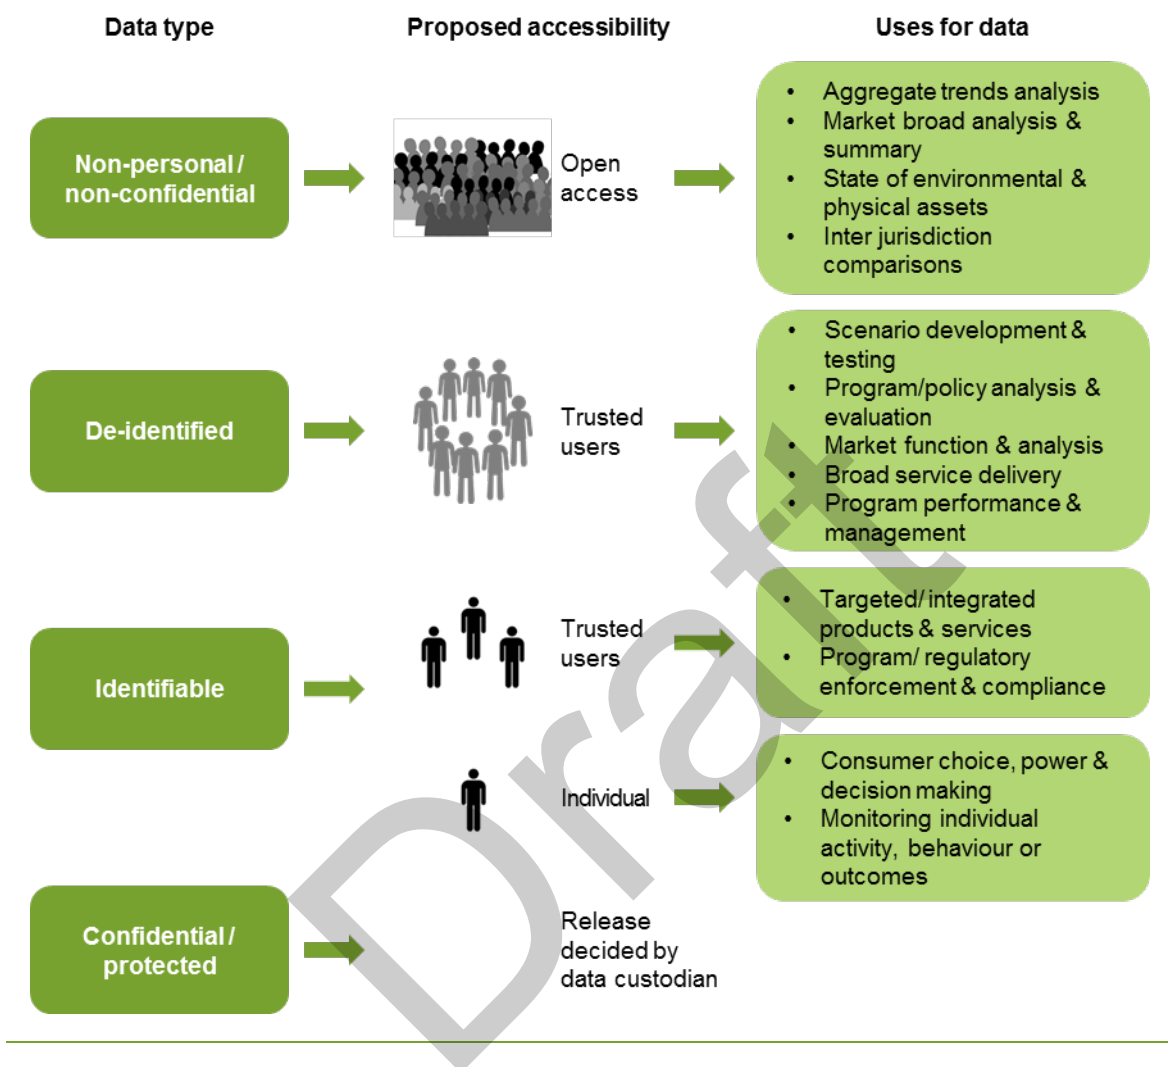 Data type
Proposed accessibility
Uses for data
Non-personal /
non-confidential
Open
access
• Aggregate trends analysis
• Market broad analysis &
summary
• State of environmental &
physical assets
• Inter jurisdiction
comparisons
De-identified
Trusted
users
• Scenario development &
testing
• Program/policy analysis &
evaluation
• Market function & analysis
• Broad service delivery
• Program performance &
management
Identifiable
Trusted
users
• Targeted/ integrated
products & services
• Program/ regulatory
enforcement & compliance
Individual
• Consumer choice, power &
decision making
• Monitoring individual
activity, behaviour or
outcomes
Confidential /
protected
Release
decided by
data custodian
Draft